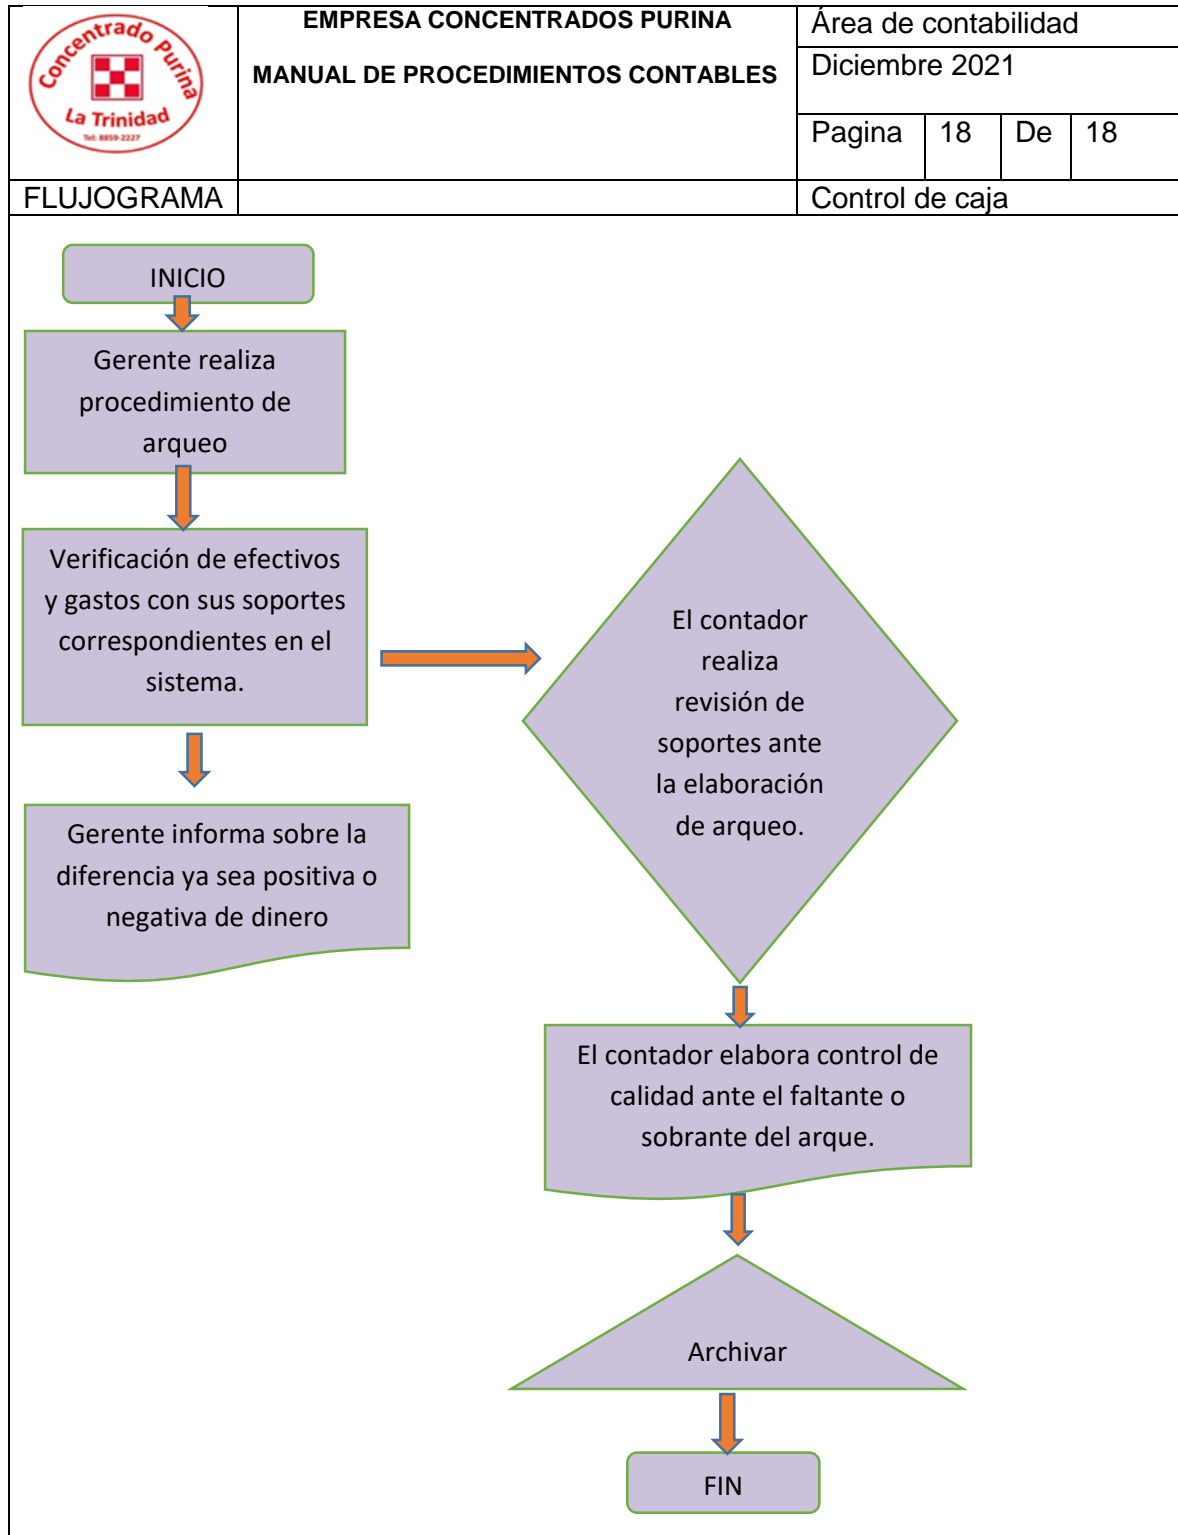 Concentrado Purina
La Trinidad
Tel: 8859-2227
EMPRESA CONCENTRADOS PURINA
MANUAL DE PROCEDIMIENTOS CONTABLES
Área de contabilidad
Diciembre 2021
Pagina 18 De 18
FLUJOGRAMA
Control de caja
INICIO
Gerente realiza
procedimiento de
arqueo
Verificación de efectivos
y gastos con sus soportes
correspondientes en el
sistema.
Gerente informa sobre la
diferencia ya sea positiva o
negativa de dinero
El contador
realiza
revisión de
soportes ante
la elaboración
de arqueo.
El contador elabora control de
calidad ante el faltante o
sobrante del arque.
Archivar
FIN